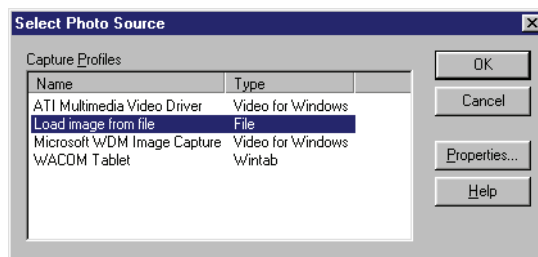 Select Photo Source
Capture Profiles
Name Type
ATI Multimedia Video Driver Video for Windows
Load image from file File
Microsoft WDM Image Capture Video for Windows
WACOM Tablet Wintab
OK
Cancel
Properties...
Help